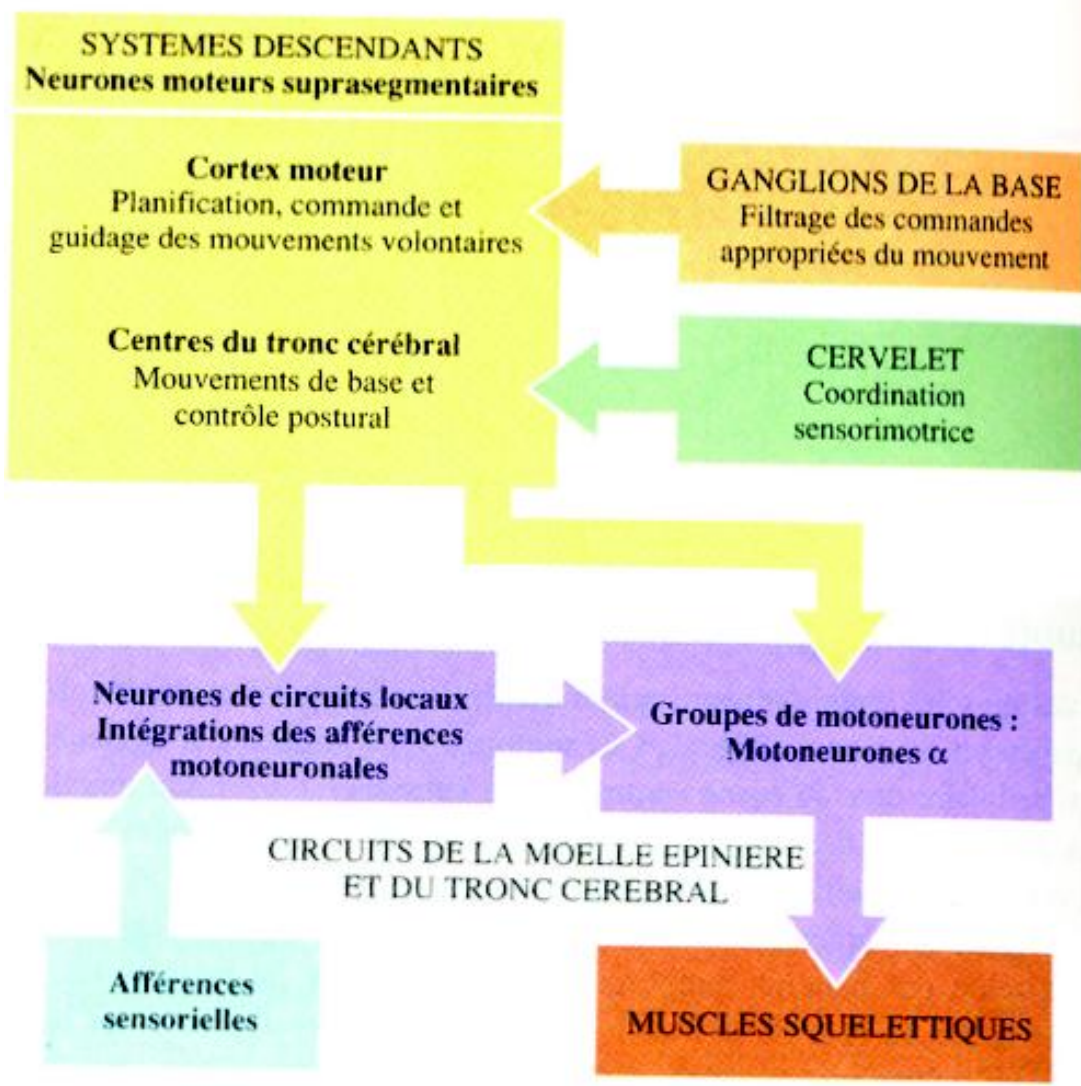 SYSTEMES DESCENDANTS
Neurones moteurs suprasegmentaires
Cortex moteur
Planification, commande et
guidage des mouvements volontaires
Centres du tronc cérébral
Mouvements de base et
contrôle postural
GANGLIONS DE LA BASE
Filtrage des commandes
appropriées du mouvement
CERVELET
Coordination
sensorimotrice
Neurones de circuits locaux
Intégrations des afférences
motoneuronales
Groupes de motoneurones :
Motoneurones α
CIRCUITS DE LA MOELLE EPINIERE
ET DU TRONC CEREBRAL
Afférences
sensorielles
MUSCLES SQUELETTIQUES